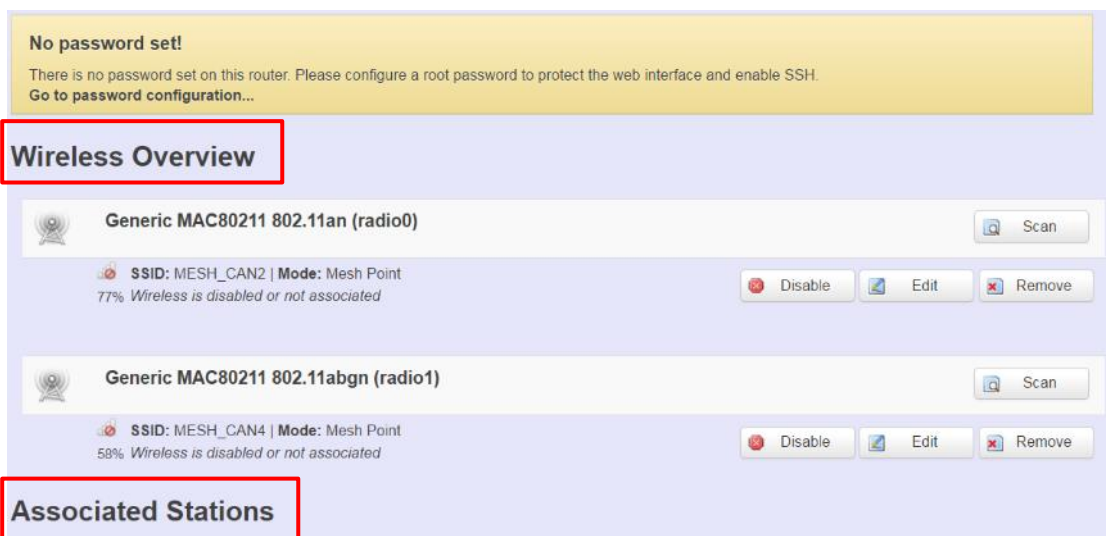 No password set!
There is no password set on this router. Please configure a root password to protect the web interface and enable SSH.
Go to password configuration...
Wireless Overview
Generic MAC80211 802.11an (radio0)
Scan
SSID: MESH_CAN2 | Mode: Mesh Point
77% Wireless is disabled or not associated
Disable Edit Remove
Generic MAC80211 802.11abgn (radio1)
Scan
SSID: MESH_CAN4 | Mode: Mesh Point
58% Wireless is disabled or not associated
Disable Edit Remove
Associated Stations